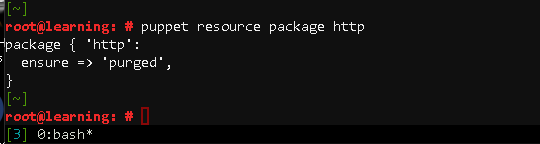 [~]
root@learning: # puppet resource package http
package { 'http':
  ensure => 'purged',
}
[~]
root@learning: #
[3] 0:bash*